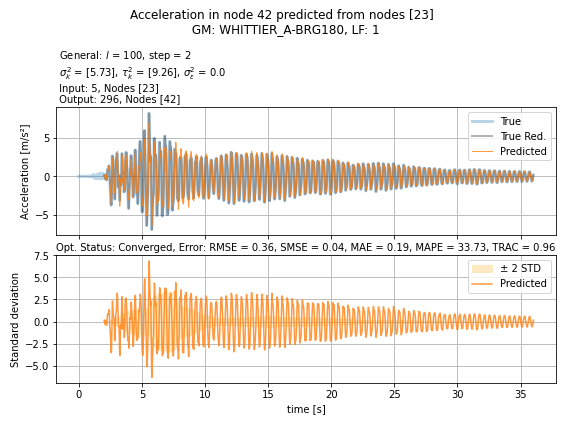 Acceleration in node 42 predicted from nodes [23]
GM: WHITTIER_A-BRG180, LF: 1
General: l = 100, step = 2
σ²ₖ = [5.73], τ²ₖ = [9.26], σ²ε = 0.0
Input: 5, Nodes [23]
Output: 296, Nodes [42]
Acceleration [m/s²]
5
0
−5
True
True Red.
Predicted
Opt. Status: Converged, Error: RMSE = 0.36, SMSE = 0.04, MAE = 0.19, MAPE = 33.73, TRAC = 0.96
Standard deviation
7.5
5.0
2.5
0.0
−2.5
−5.0
± 2 STD
Predicted
0 5 10 15 20 25 30 35
time [s]